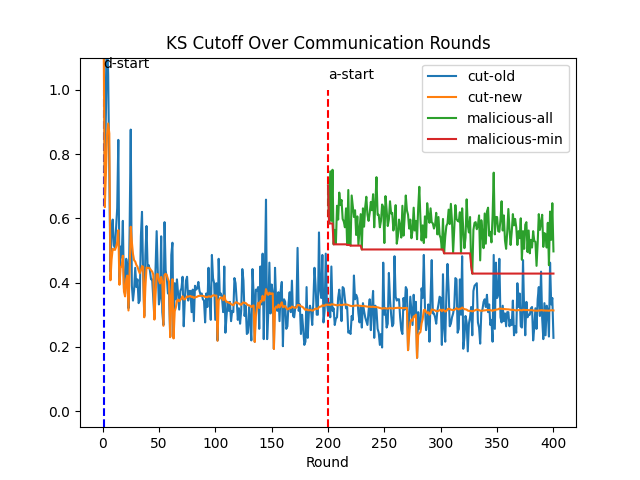 KS Cutoff Over Communication Rounds
d-start
a-start
cut-old
cut-new
malicious-all
malicious-min
1.0
0.8
0.6
0.4
0.2
0.0
0 50 100 150 200 250 300 350 400
Round